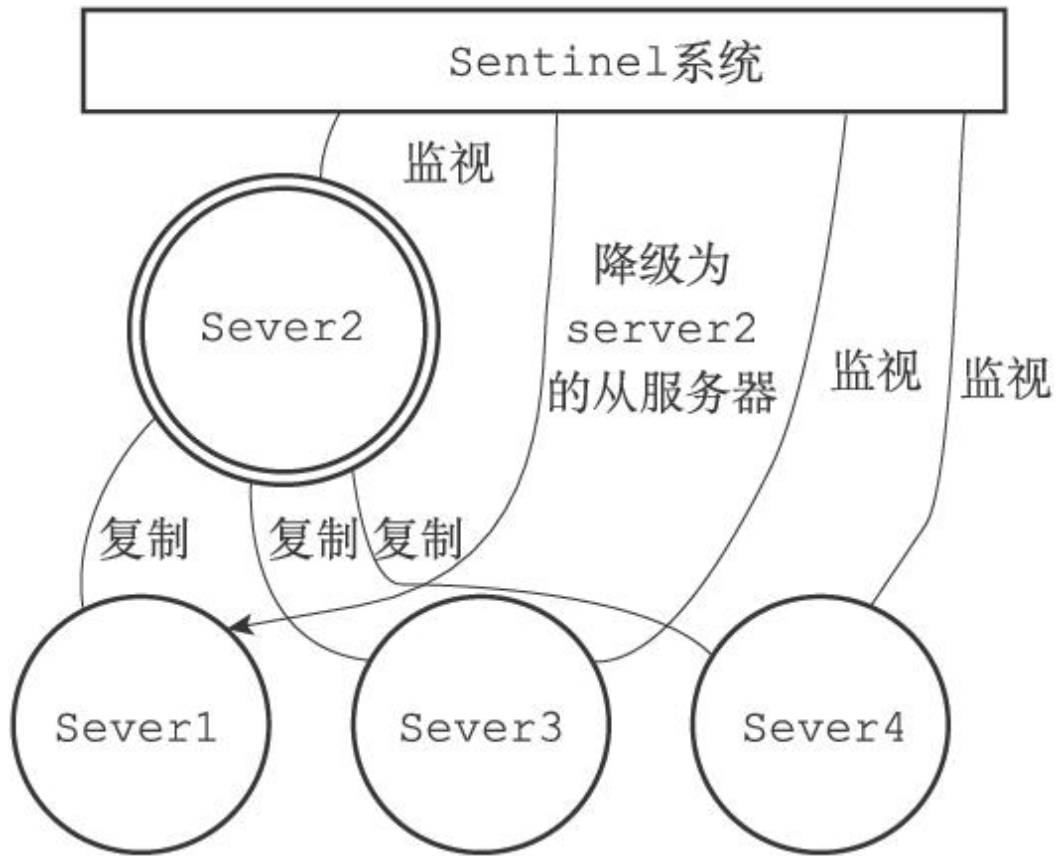 Sentinel系统
监视
降级为
server2
的从服务器
监视
监视
Sever2
复制
复制
复制
Sever1
Sever3
Sever4